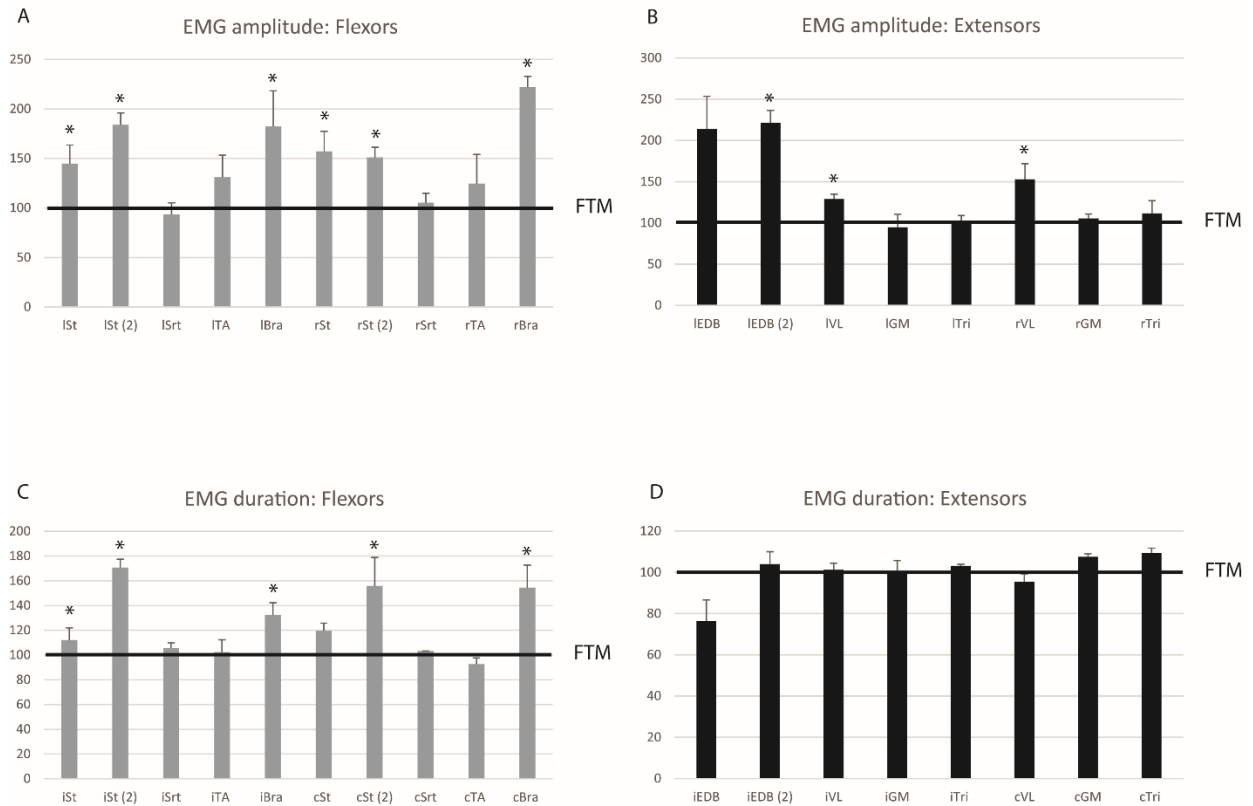 A
EMG amplitude: Flexors
250
200
150
100
50
0
* * * * * *
FTM
lSt lSt (2) lSrt lTA lBra rSt rSt (2) rSrt rTA rBra
B
EMG amplitude: Extensors
300
250
200
150
100
50
0
* * *
FTM
lEDB lEDB (2) lVL lGM lTri rVL rGM rTri
C
EMG duration: Flexors
200
180
160
140
120
100
80
60
40
20
0
* * * * *
FTM
iSt iSt (2) iSrt iTA iBra cSt cSt (2) cSrt cTA cBra
D
EMG duration: Extensors
120
100
80
60
40
20
0
FTM
iEDB iEDB (2) iVL iGM iTri cVL cGM cTri